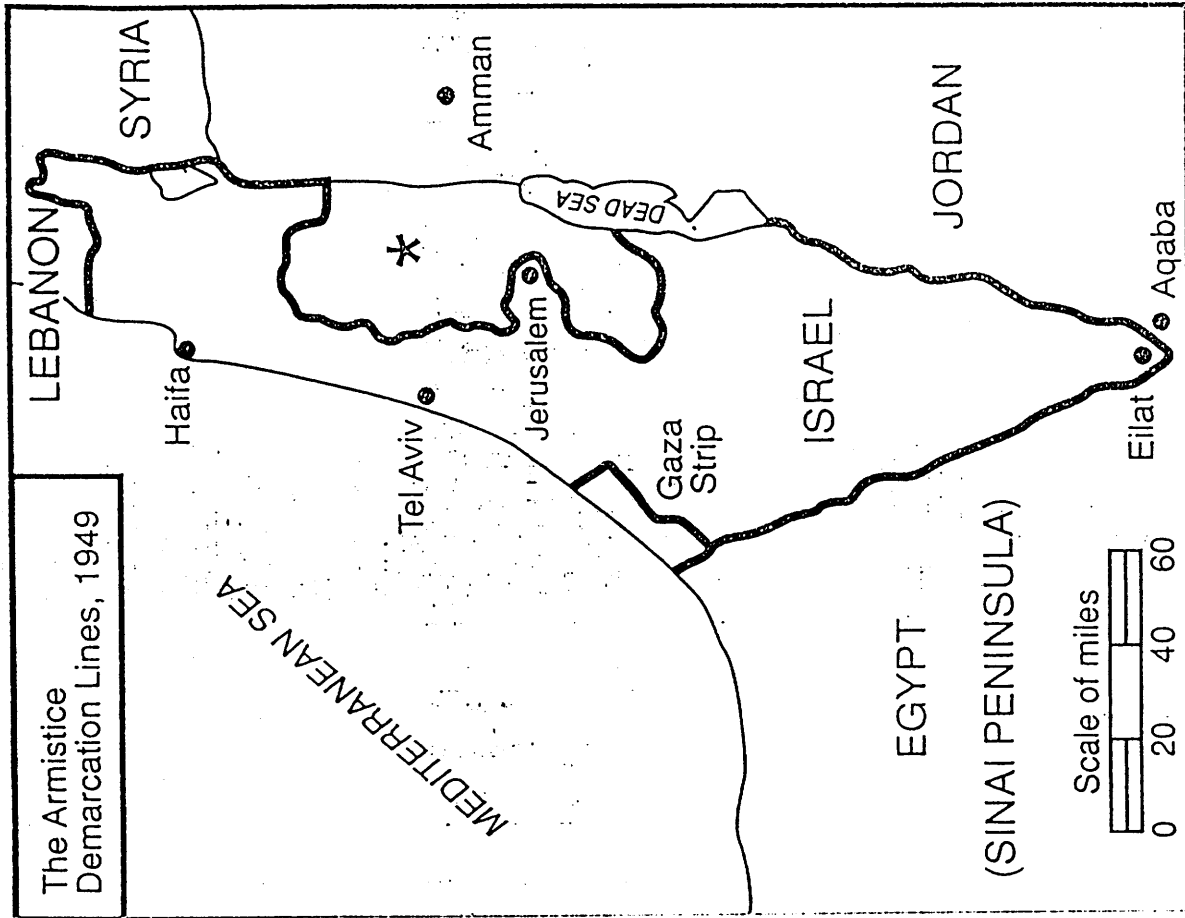 The Armistice
Demarcation Lines, 1949
LEBANON
SYRIA
Haifa
Amman
Tel Aviv
*
MEDITERRANEAN SEA
Jerusalem
DEAD SEA
Gaza
Strip
ISRAEL
JORDAN
EGYPT
(SINAI PENINSULA)
Eilat
Aqaba
Scale of miles
0 20 40 60